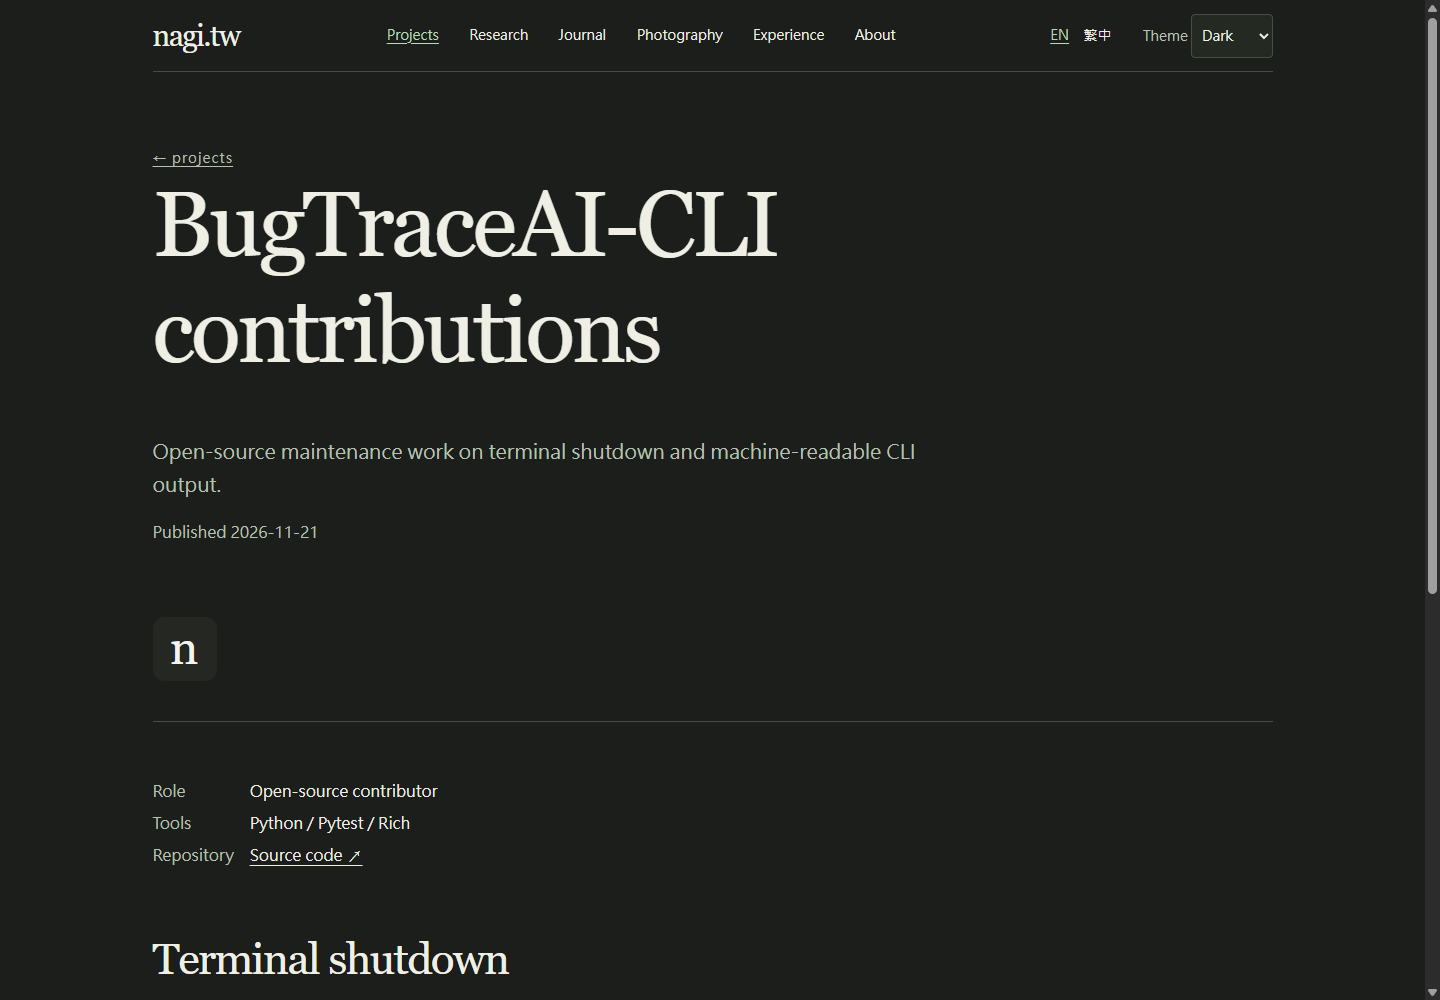 nagi.tw
Projects Research Journal Photography Experience About
EN 繁中 Theme Dark
← projects
BugTraceAI-CLI
contributions
Open-source maintenance work on terminal shutdown and machine-readable CLI
output.
Published 2026-11-21
n
Role Open-source contributor
Tools Python / Pytest / Rich
Repository Source code ↗
Terminal shutdown